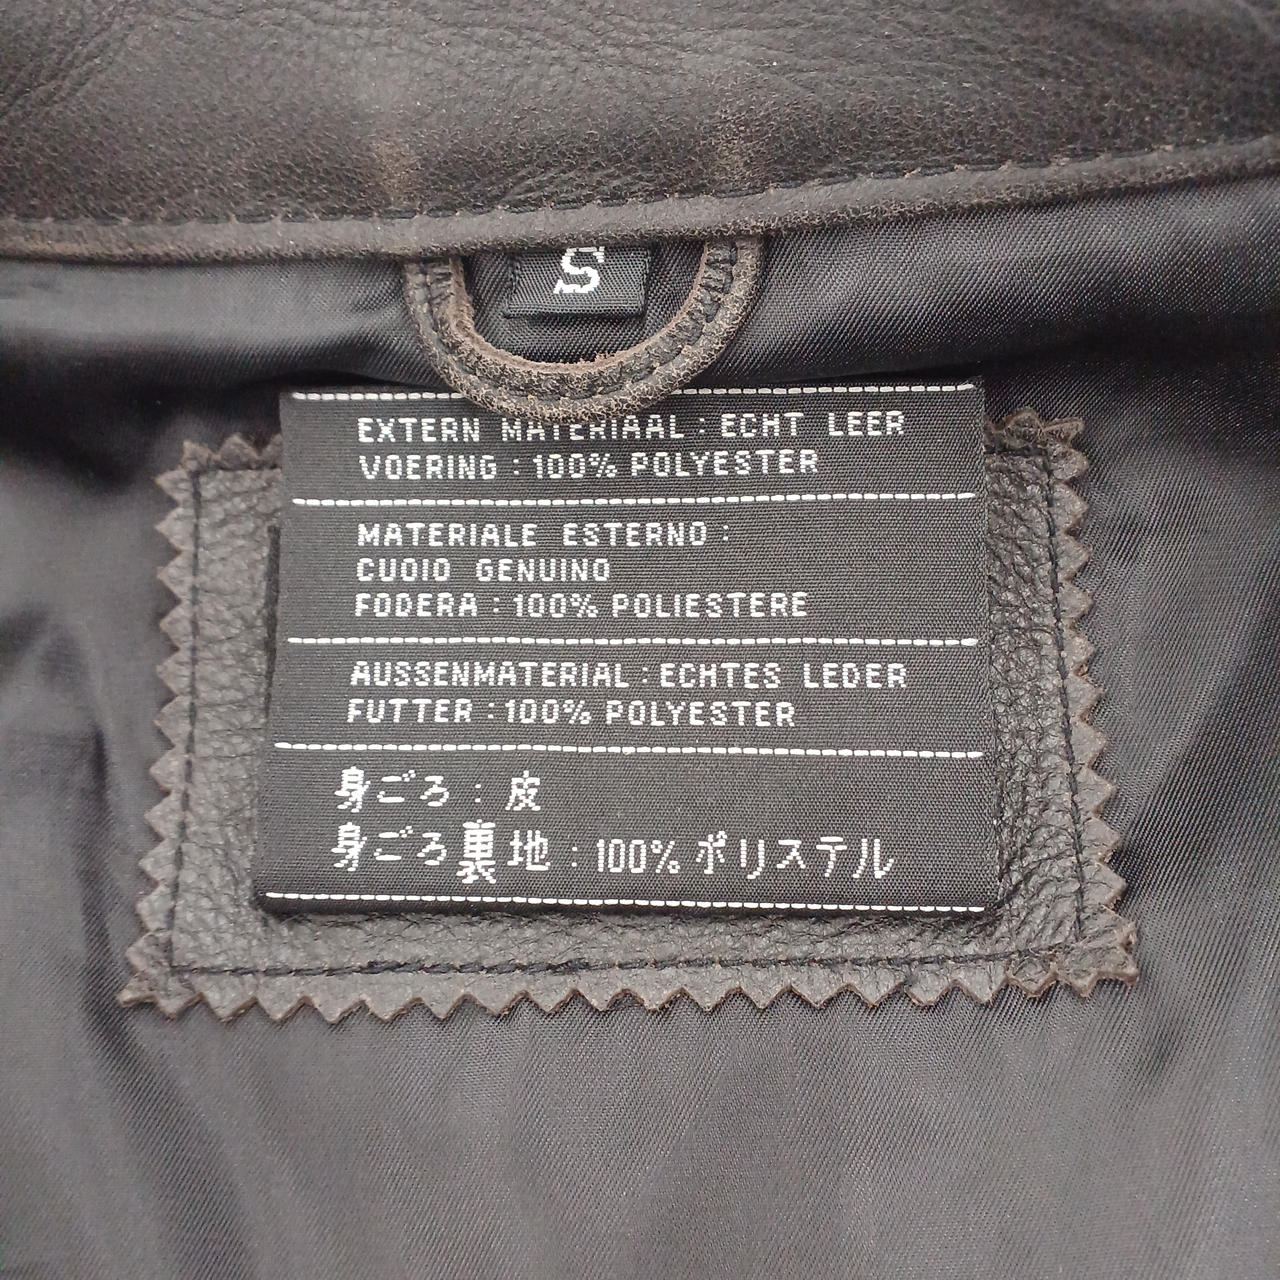 S
EXTERN MATERIAAL : ECHT LEER
VOERING : 100% POLYESTER
MATERIALE ESTERNO :
CUOIO GENUINO
FODERA : 100% POLIESTERE
AUSSENMATERIAL : ECHTES LEDER
FUTTER : 100% POLYESTER
身ごろ : 皮
身ごろ裏地 : 100% ポリステル